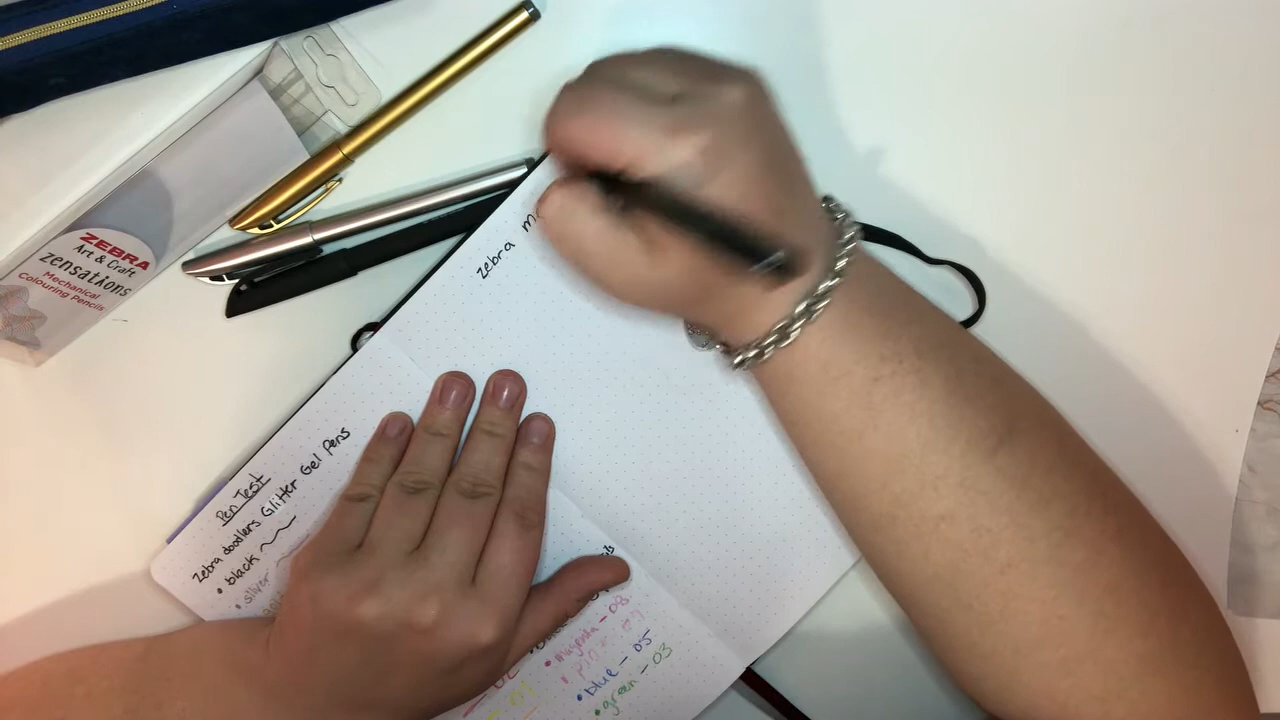 ZEBRA
Art & Craft
zensations
Mechanical
Colouring Pencils
zebra
Pen Test
Zebra doodlers Glitter Gel Pens
• black
• silver
• magenta - 08
• pink
• blue - 05
• green - 03